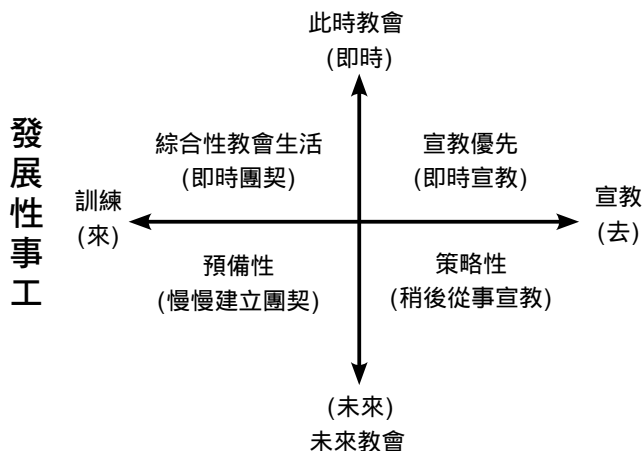 發展性事工
此時教會
(即時)
綜合性教會生活
(即時團契)
宣教優先
(即時宣教)
訓練
(來)
宣教
(去)
預備性
(慢慢建立團契)
策略性
(稍後從事宣教)
(未來)
未來教會